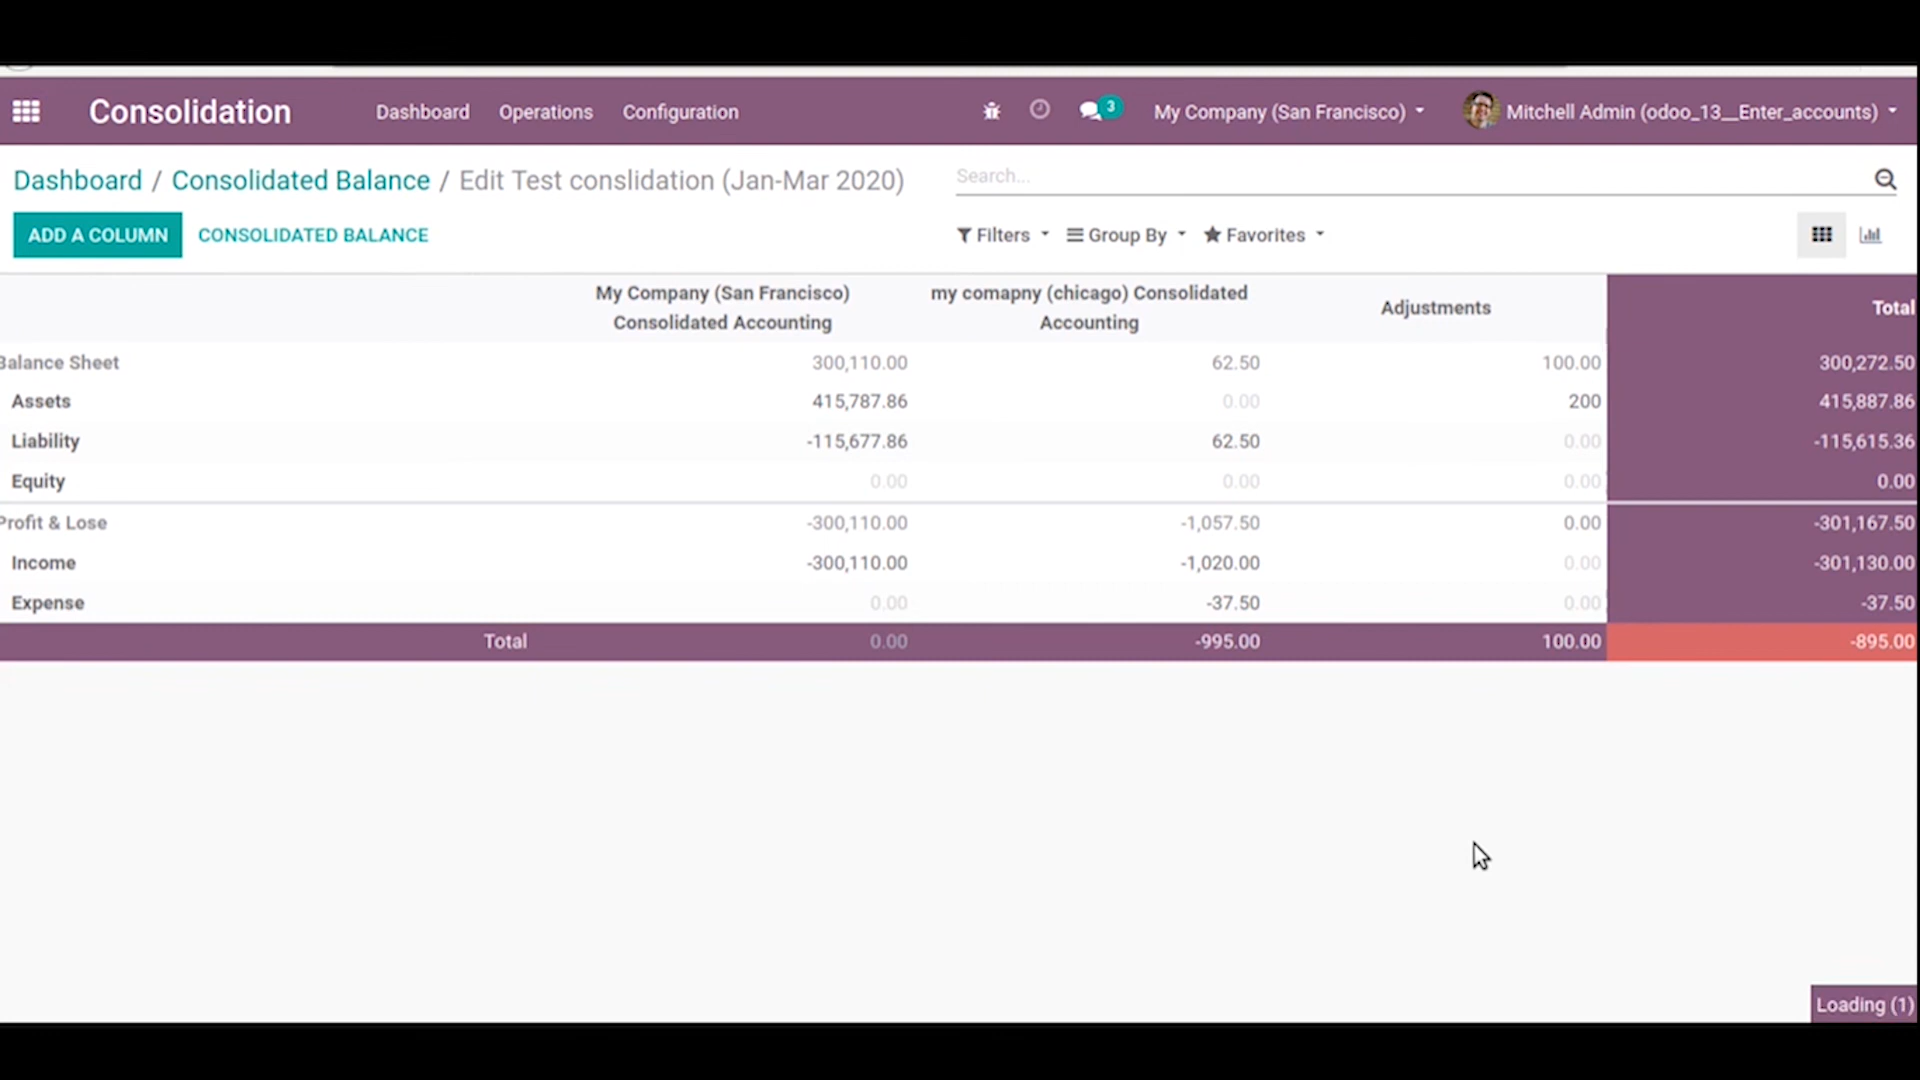 Consolidation Dashboard Operations Configuration 3 My Company (San Francisco) Mitchell Admin (odoo_13__Enter_accounts)
Dashboard / Consolidated Balance / Edit Test conslidation (Jan-Mar 2020) Search...
ADD A COLUMN CONSOLIDATED BALANCE Filters Group By Favorites
My Company (San Francisco) Consolidated Accounting my comapny (chicago) Consolidated Accounting Adjustments Total
Balance Sheet 300,110.00 62.50 100.00 300,272.50
Assets 415,787.86 0.00 200 415,887.86
Liability -115,677.86 62.50 0.00 -115,615.36
Equity 0.00 0.00 0.00 0.00
Profit & Lose -300,110.00 -1,057.50 0.00 -301,167.50
Income -300,110.00 -1,020.00 0.00 -301,130.00
Expense 0.00 -37.50 0.00 -37.50
Total 0.00 -995.00 100.00 -895.00
Loading (1)